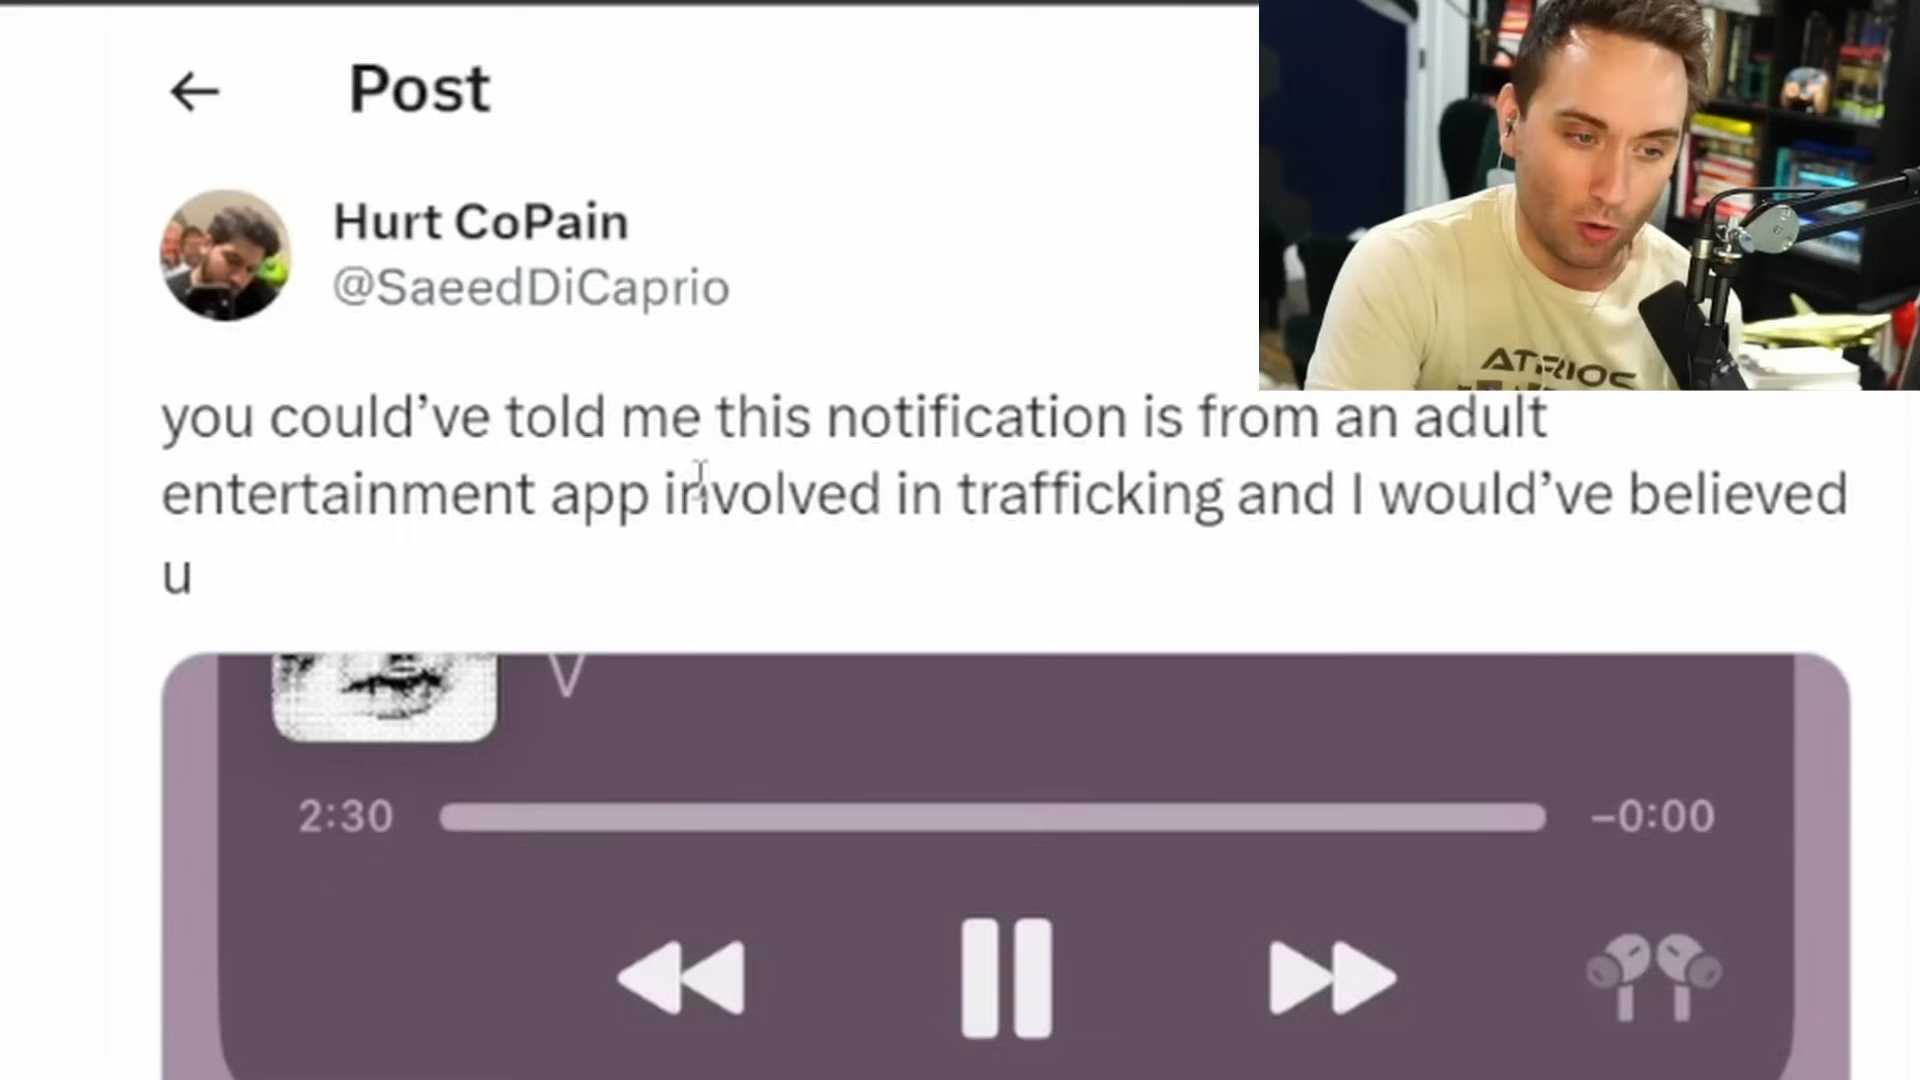 Post
Hurt CoPain
@SaeedDiCaprio
ATERIOS
you could’ve told me this notification is from an adult
entertainment app involved in trafficking and I would’ve believed
u
V
2:30
–0:00